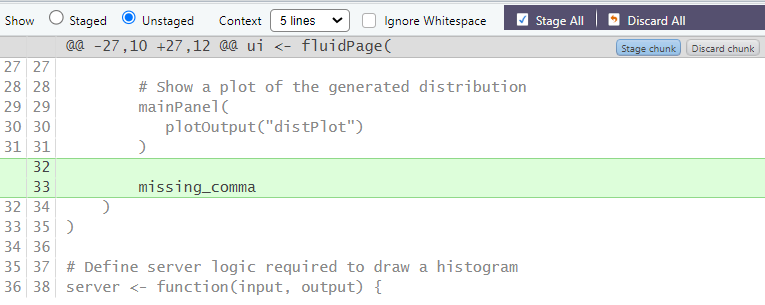 Show Staged Unstaged Context 5 lines Ignore Whitespace Stage All Discard All
@@ -27,10 +27,12 @@ ui <- fluidPage( Stage chunk Discard chunk
27 27
28 28 # Show a plot of the generated distribution
29 29 mainPanel(
30 30 plotOutput("distPlot")
31 31 )
32
33 missing_comma
32 34 )
33 35 )
34 36
35 37 # Define server logic required to draw a histogram
36 38 server <- function(input, output) {